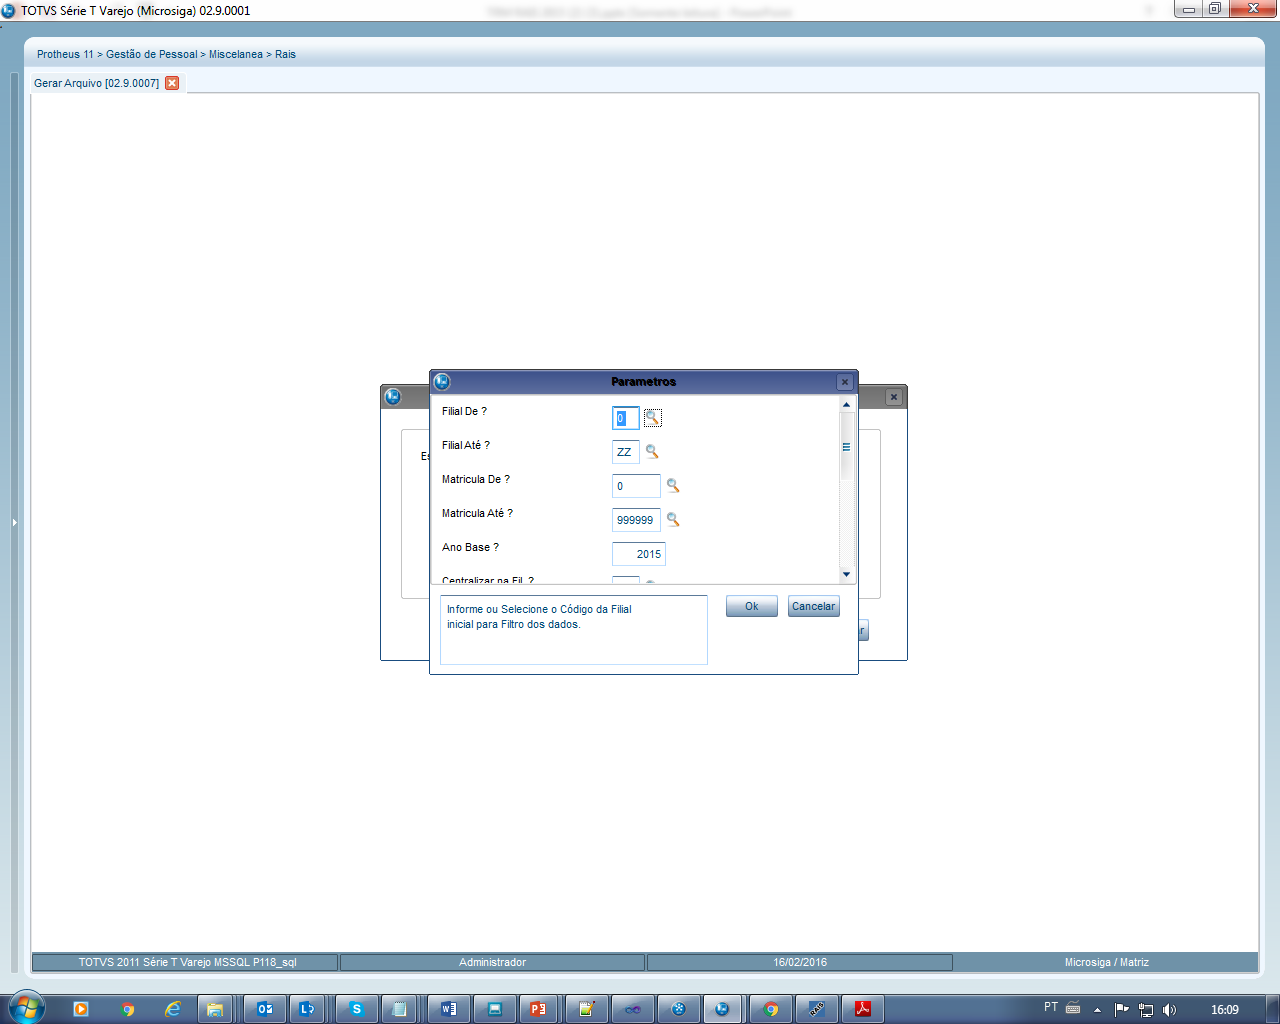 TOTVS Série T Varejo (Microsiga) 02.9.0001
Protheus 11 > Gestão de Pessoal > Miscelanea > Rais
Gerar Arquivo [02.9.0007]
Parametros
Filial De ?
0
Filial Até ?
ZZ
Matricula De ?
0
Matricula Até ?
999999
Ano Base ?
2015
Centralizar na Fil. ?
Informe ou Selecione o Código da Filial
inicial para Filtro dos dados.
Ok
Cancelar
TOTVS 2011 Série T Varejo MSSQL P118_sql
Administrador
16/02/2016
Microsiga / Matriz
PT
16:09